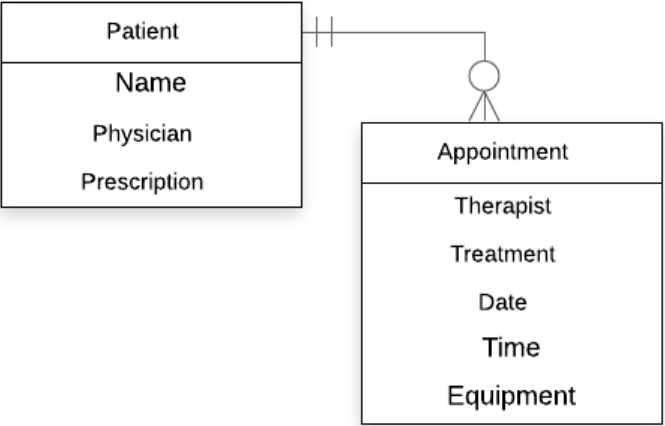 Patient
Name
Physician
Prescription
Appointment
Therapist
Treatment
Date
Time
Equipment